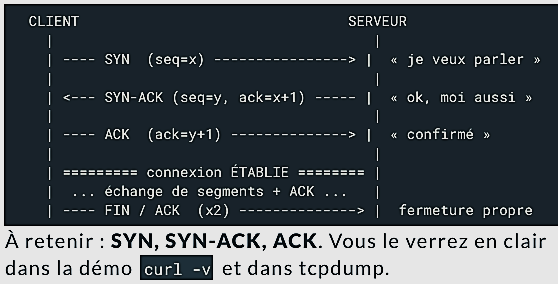 CLIENT SERVEUR
| |
| ---- SYN (seq=x) ----------------> | « je veux parler »
| |
| <--- SYN-ACK (seq=y, ack=x+1) ----- | « ok, moi aussi »
| |
| ---- ACK (ack=y+1) --------------> | « confirmé »
| |
| ========= connexion ÉTABLIE ======== |
| ... échange de segments + ACK ... |
| ---- FIN / ACK (x2) --------------> | fermeture propre
À retenir : SYN, SYN-ACK, ACK. Vous le verrez en clair
dans la démo curl -v et dans tcpdump.